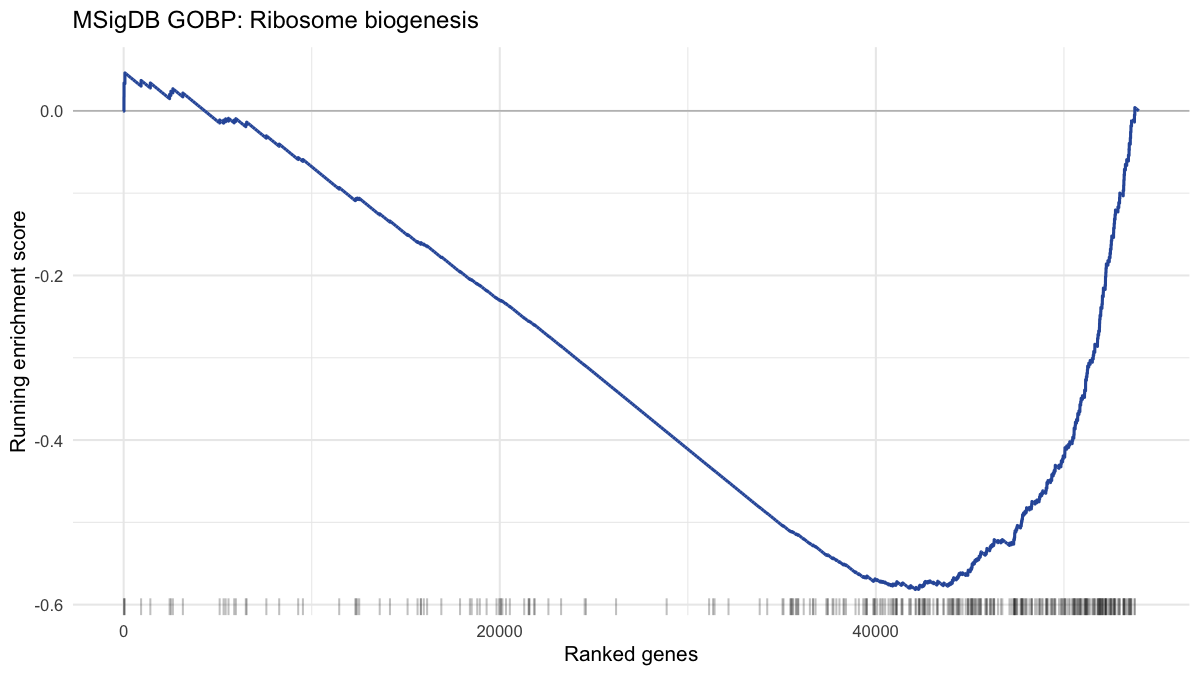 MSigDB GOBP: Ribosome biogenesis
Running enrichment score
0.0
-0.2
-0.4
-0.6
0
20000
40000
Ranked genes